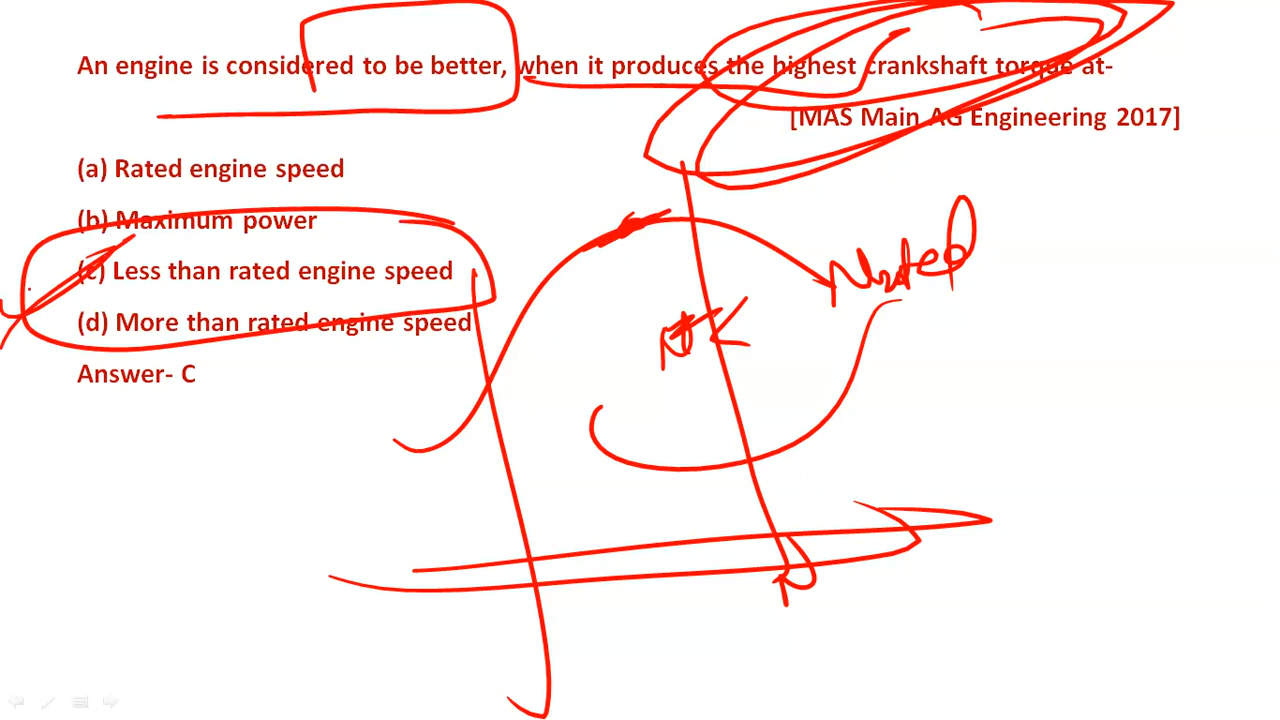 An engine is considered to be better, when it produces the highest crankshaft torque at-
[MAS Main AG Engineering 2017]
(a) Rated engine speed
(b) Maximum power
(c) Less than rated engine speed
(d) More than rated engine speed
Answer- C